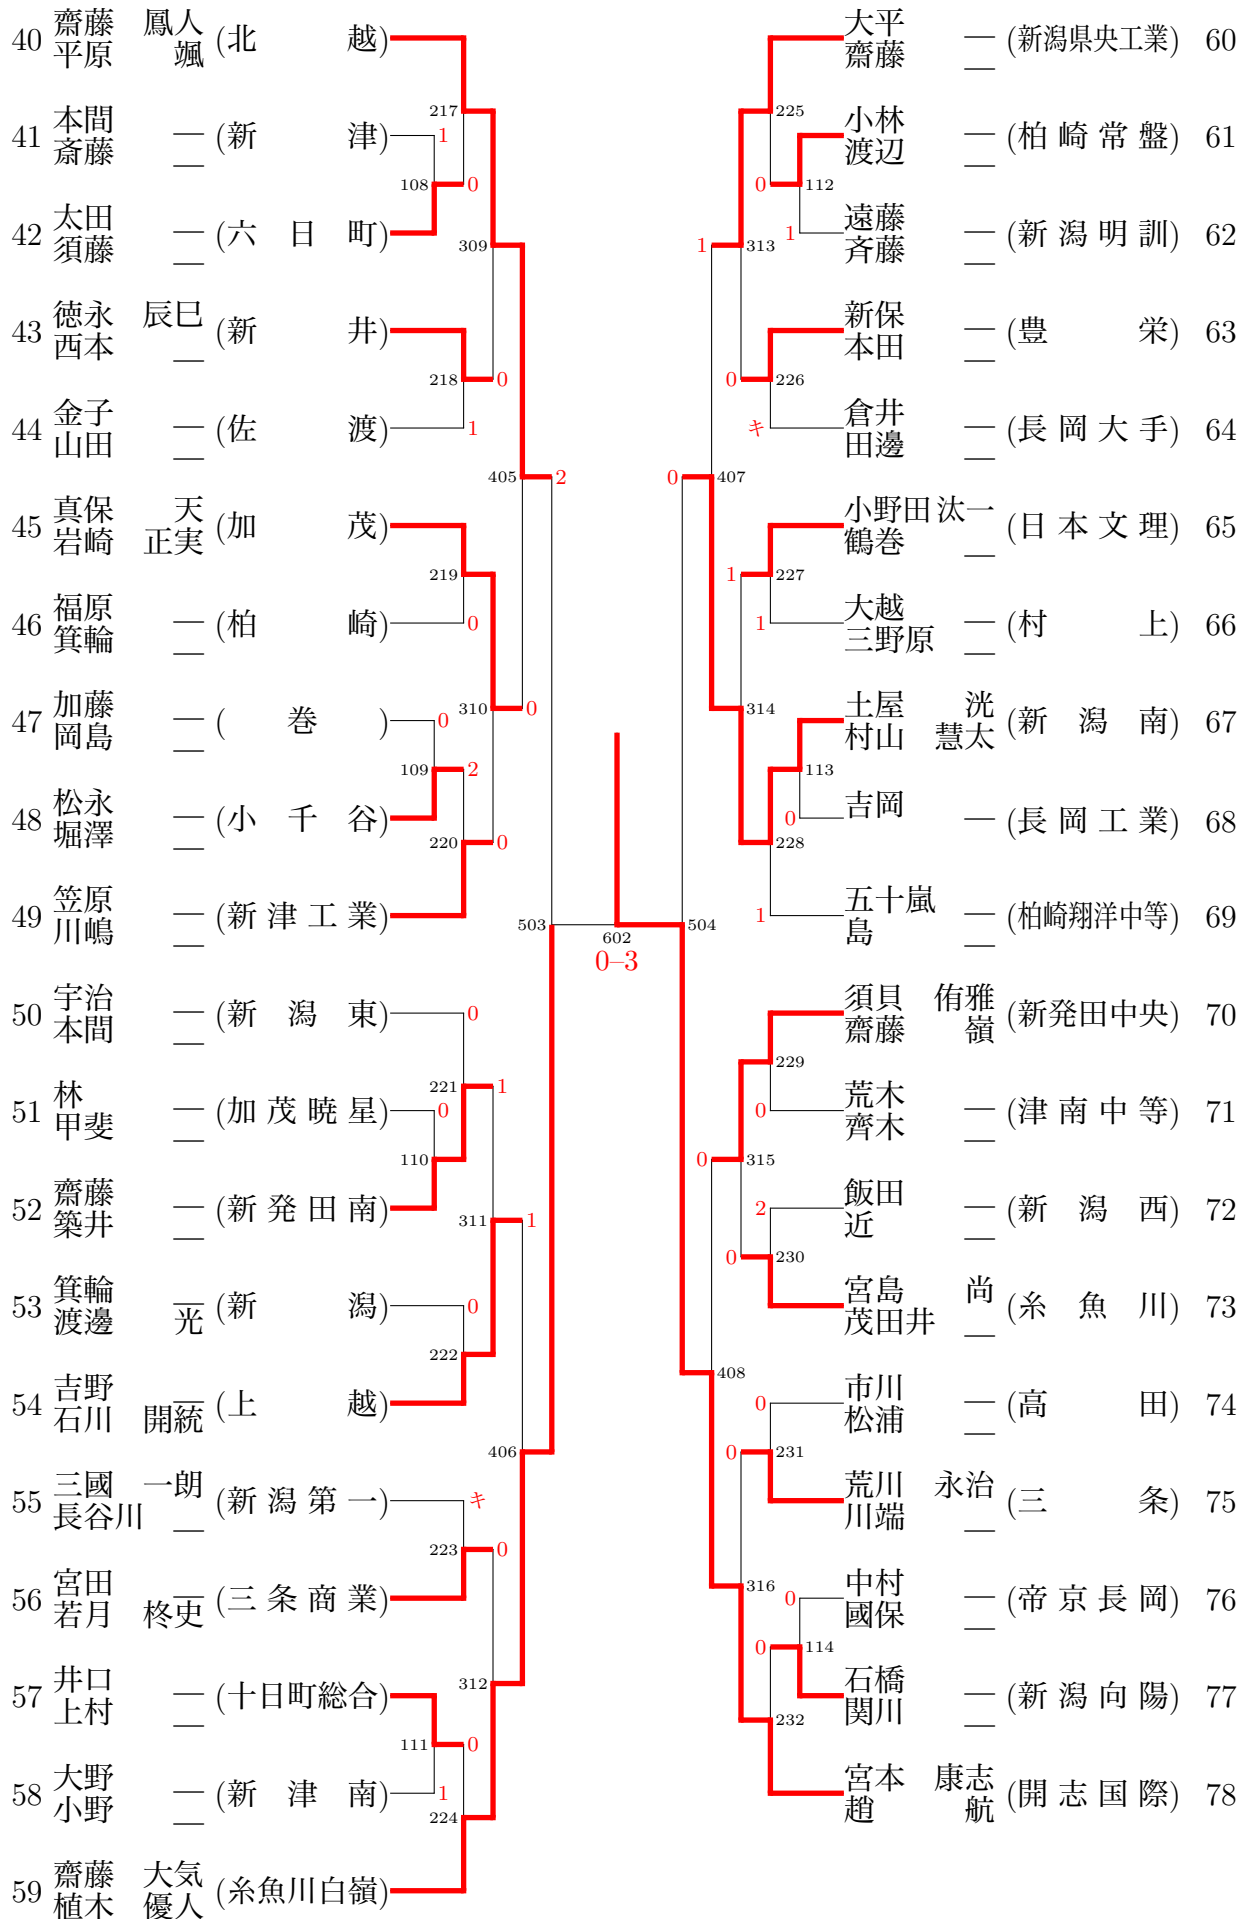 40 齋藤 鳳人 (北越)
平原 颯
41 本間 — (新津)
斎藤 —
42 太田 — (六日町)
須藤 —
43 徳永 辰巳 (新井)
西本 —
44 金子 — (佐渡)
山田 —
45 真保 天 (加茂)
岩崎 正実
46 福原 — (柏崎)
箕輪 —
47 加藤 — (巻)
岡島 —
48 松永 — (小千谷)
堀澤 —
49 笠原 — (新津工業)
川嶋 —
50 宇治 — (新潟東)
本間 —
51 林 — (加茂暁星)
甲斐 —
52 齋藤 — (新発田南)
築井 —
53 箕輪 — (新潟)
渡邊 光
54 吉野 — (上越)
石川 開統
55 三國 一朗 (新潟第一)
長谷川 —
56 宮田 — (三条商業)
若月 柊吏
57 井口 — (十日町総合)
上村 —
58 大野 — (新津南)
小野 —
59 齋藤 大気 (糸魚川白嶺)
植木 優人
217
1
108
0
309
218
0
1
405
2
219
0
310
0
0
109
2
220
0
503
0
221
1
0
110
311
1
0
222
406
キ
223
0
312
111
0
1
224
602
0–3
225
0
112
1
1
313
0
226
キ
0
407
1
227
1
314
113
0
228
1
504
229
0
0
315
2
0
230
408
0
0
231
316
0
0
114
232
大平 — (新潟県央工業) 60
齋藤 —
小林 — (柏崎常盤) 61
渡辺 —
遠藤 — (新潟明訓) 62
斉藤 —
新保 — (豊栄) 63
本田 —
倉井 — (長岡大手) 64
田邊 —
小野田 汰一 (日本文理) 65
鶴巻 —
大越 — (村上) 66
三野原 —
土屋 洸 (新潟南) 67
村山 慧太
吉岡 — (長岡工業) 68
五十嵐 — (柏崎翔洋中等) 69
島 —
須貝 侑雅 (新発田中央) 70
齋藤 嶺
荒木 — (津南中等) 71
齊木 —
飯田 — (新潟西) 72
近 —
宮島 尚 (糸魚川) 73
茂田井 —
市川 — (高田) 74
松浦 —
荒川 永治 (三条) 75
川端 —
中村 — (帝京長岡) 76
國保 —
石橋 — (新潟向陽) 77
関川 —
宮本 康志 (開志国際) 78
趙 航